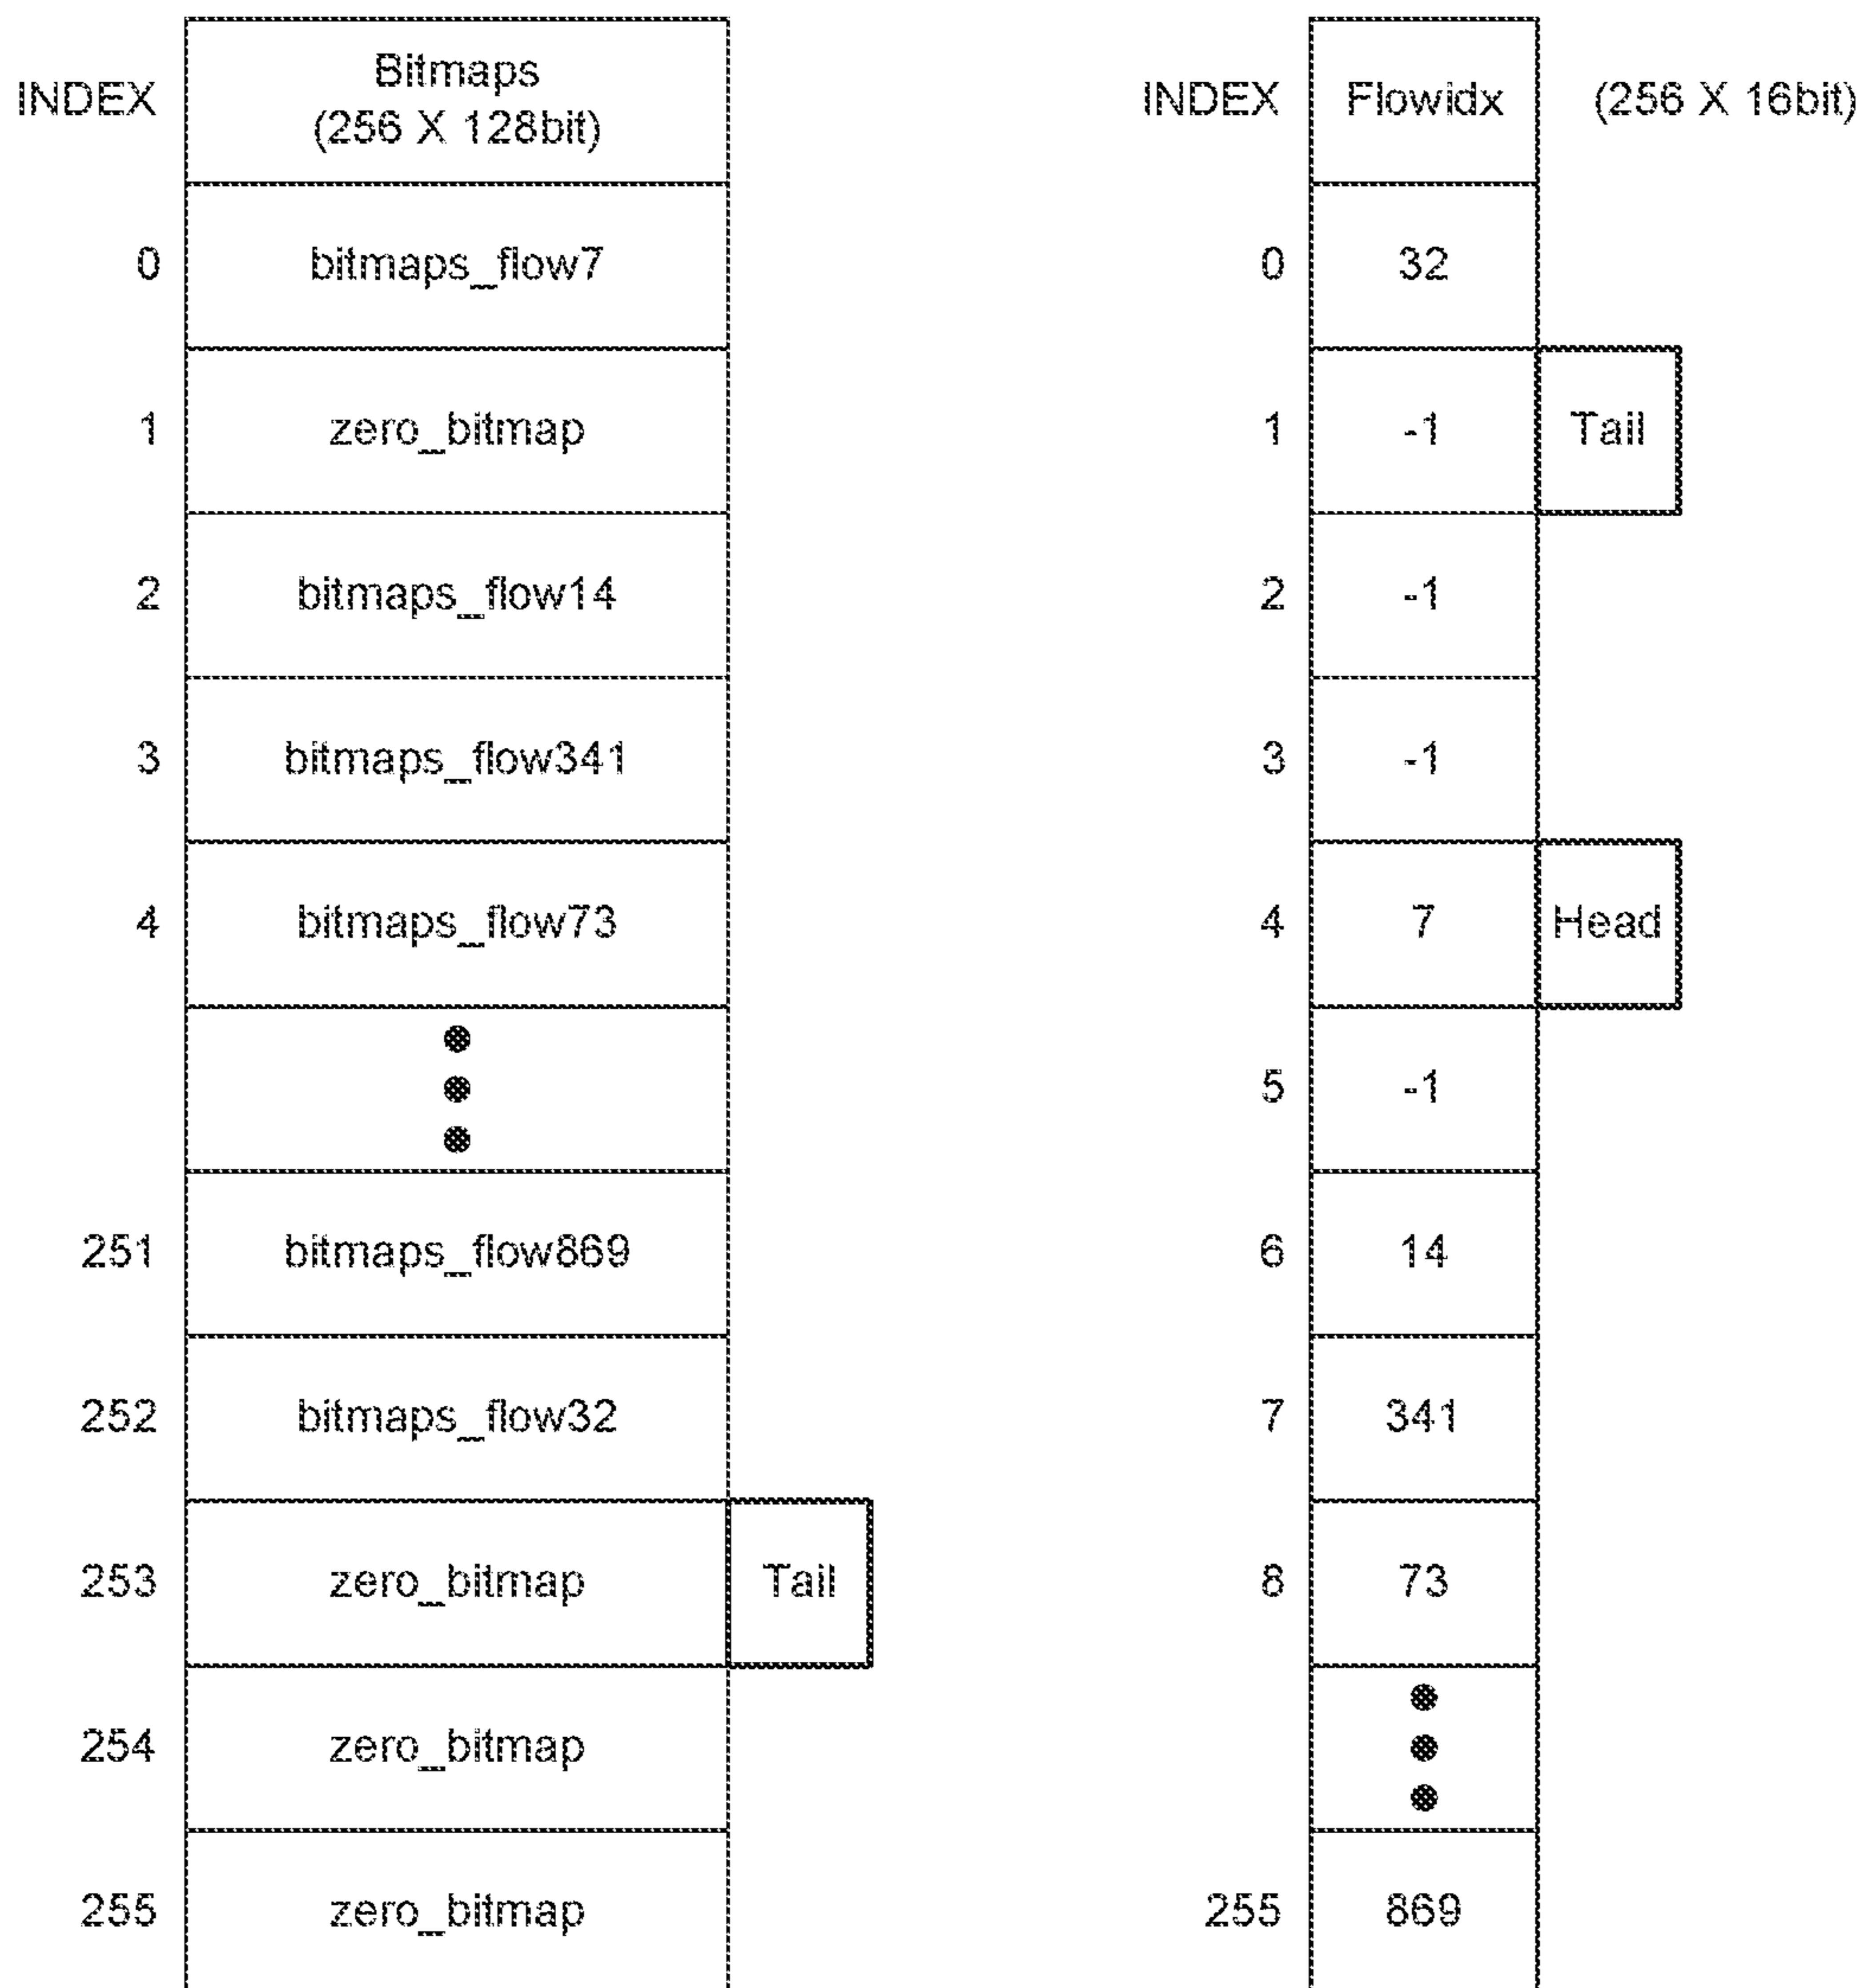 INDEX
Bitmaps
(256 X 128bit)
0 bitmaps_flow7
1 zero_bitmap
2 bitmaps_flow14
3 bitmaps_flow341
4 bitmaps_flow73
251 bitmaps_flow869
252 bitmaps_flow32
253 zero_bitmap Tail
254 zero_bitmap
255 zero_bitmap
INDEX Flowidx (256 X 16bit)
0 32
1 -1 Tail
2 -1
3 -1
4 7 Head
5 -1
6 14
7 341
8 73
255 869